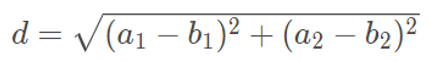 d = √(a₁ − b₁)² + (a₂ − b₂)²